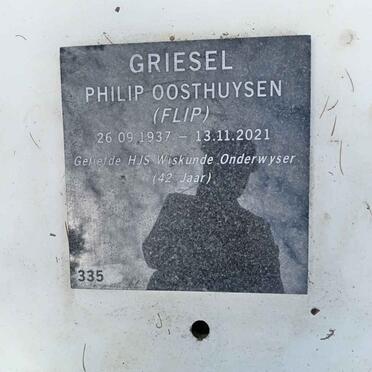 GRIESEL
PHILIP OOSTHUYSEN
(FLIP)
26 09 1937 – 13.11.2021
Geliefde HJS Wiskunde Onderwyser
(42 Jaar)
335